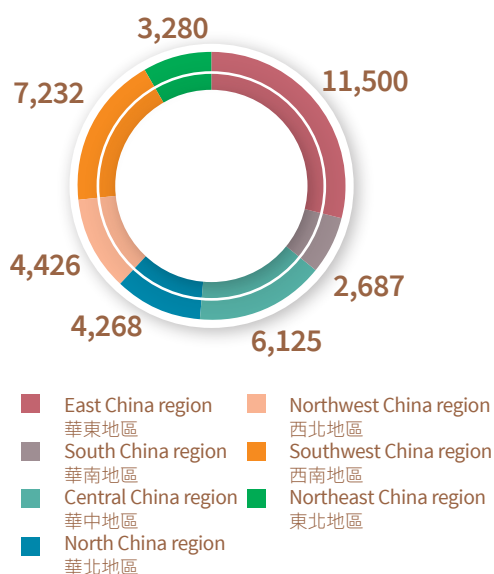 3,280
7,232
11,500
4,426
2,687
4,268
6,125
East China region
華東地區
South China region
華南地區
Central China region
華中地區
North China region
華北地區
Northwest China region
西北地區
Southwest China region
西南地區
Northeast China region
東北地區